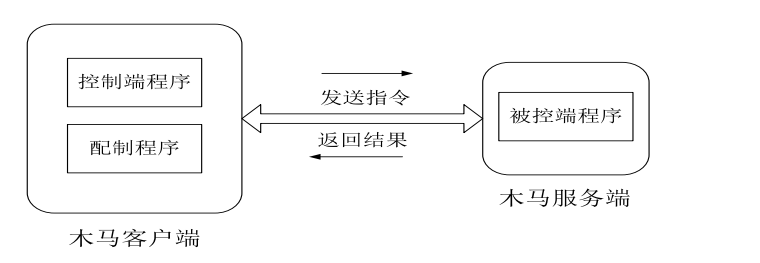 控制端程序
配制程序
木马客户端
发送指令
返回结果
被控端程序
木马服务端